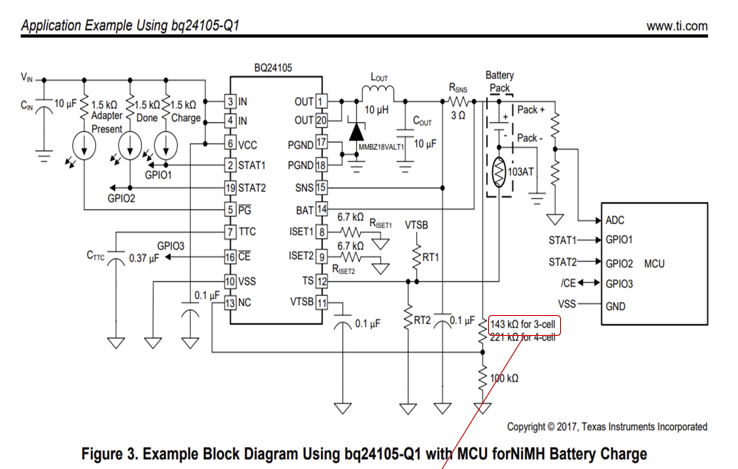 Application Example Using bq24105-Q1
www.ti.com
VIN
CIN
10 µF
1.5 kΩ
Adapter
Present
1.5 kΩ
Done
1.5 kΩ
Charge
GPIO1
GPIO2
GPIO3
CTTC
0.37 µF
0.1 µF
BQ24105
3 IN
4 IN
6 VCC
2 STAT1
19 STAT2
5 PG
7 TTC
16 CE
10 VSS
13 NC
OUT 1
OUT 20
PGND 17
PGND 18
SNS 15
BAT 14
ISET1 8
ISET2 9
TS 12
VTSB 11
LOUT
10 µH
MMBZ18VALT1
COUT
10 µF
RSNS
3 Ω
Battery
Pack
+
-
Pack +
Pack -
103AT
6.7 kΩ
RISET1
6.7 kΩ
RISET2
VTSB
RT1
RT2
0.1 µF
0.1 µF
143 kΩ for 3-cell
221 kΩ for 4-cell
100 kΩ
ADC
STAT1
GPIO1
STAT2
GPIO2
MCU
/CE
GPIO3
VSS
GND
Copyright © 2017, Texas Instruments Incorporated
Figure 3. Example Block Diagram Using bq24105-Q1 with MCU forNiMH Battery Charge